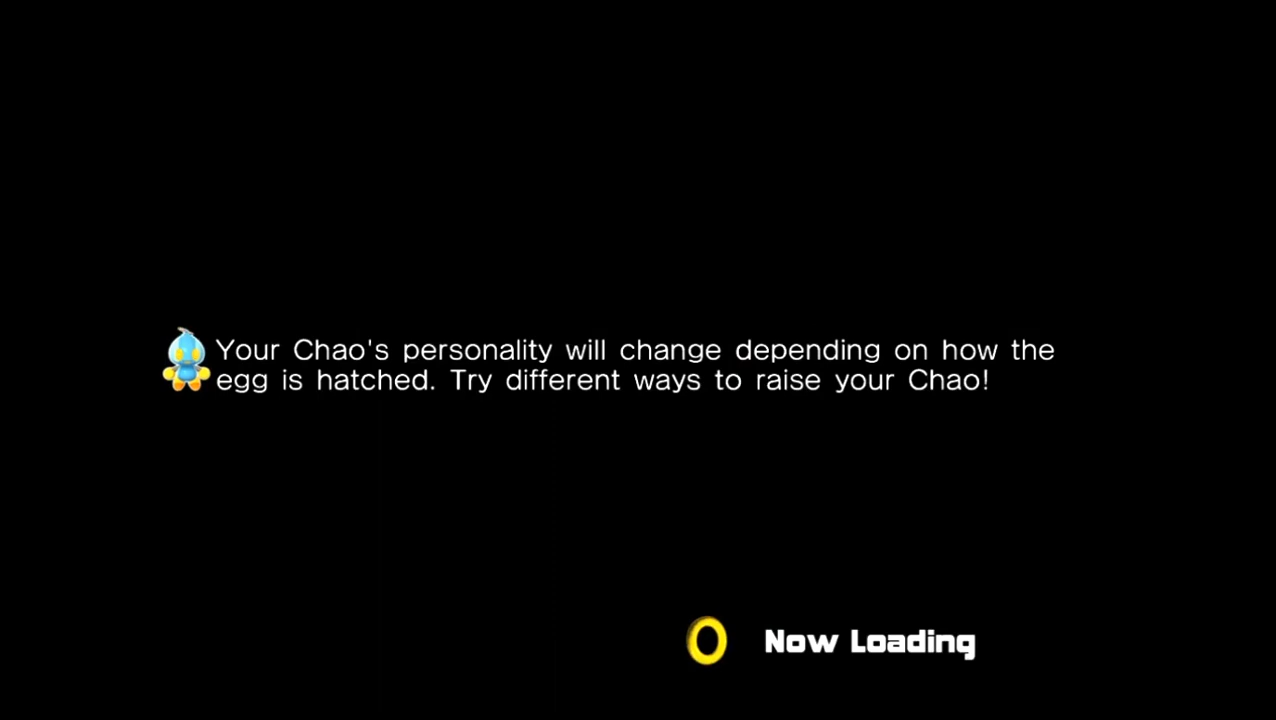 Your Chao's personality will change depending on how the
egg is hatched. Try different ways to raise your Chao!
Now Loading